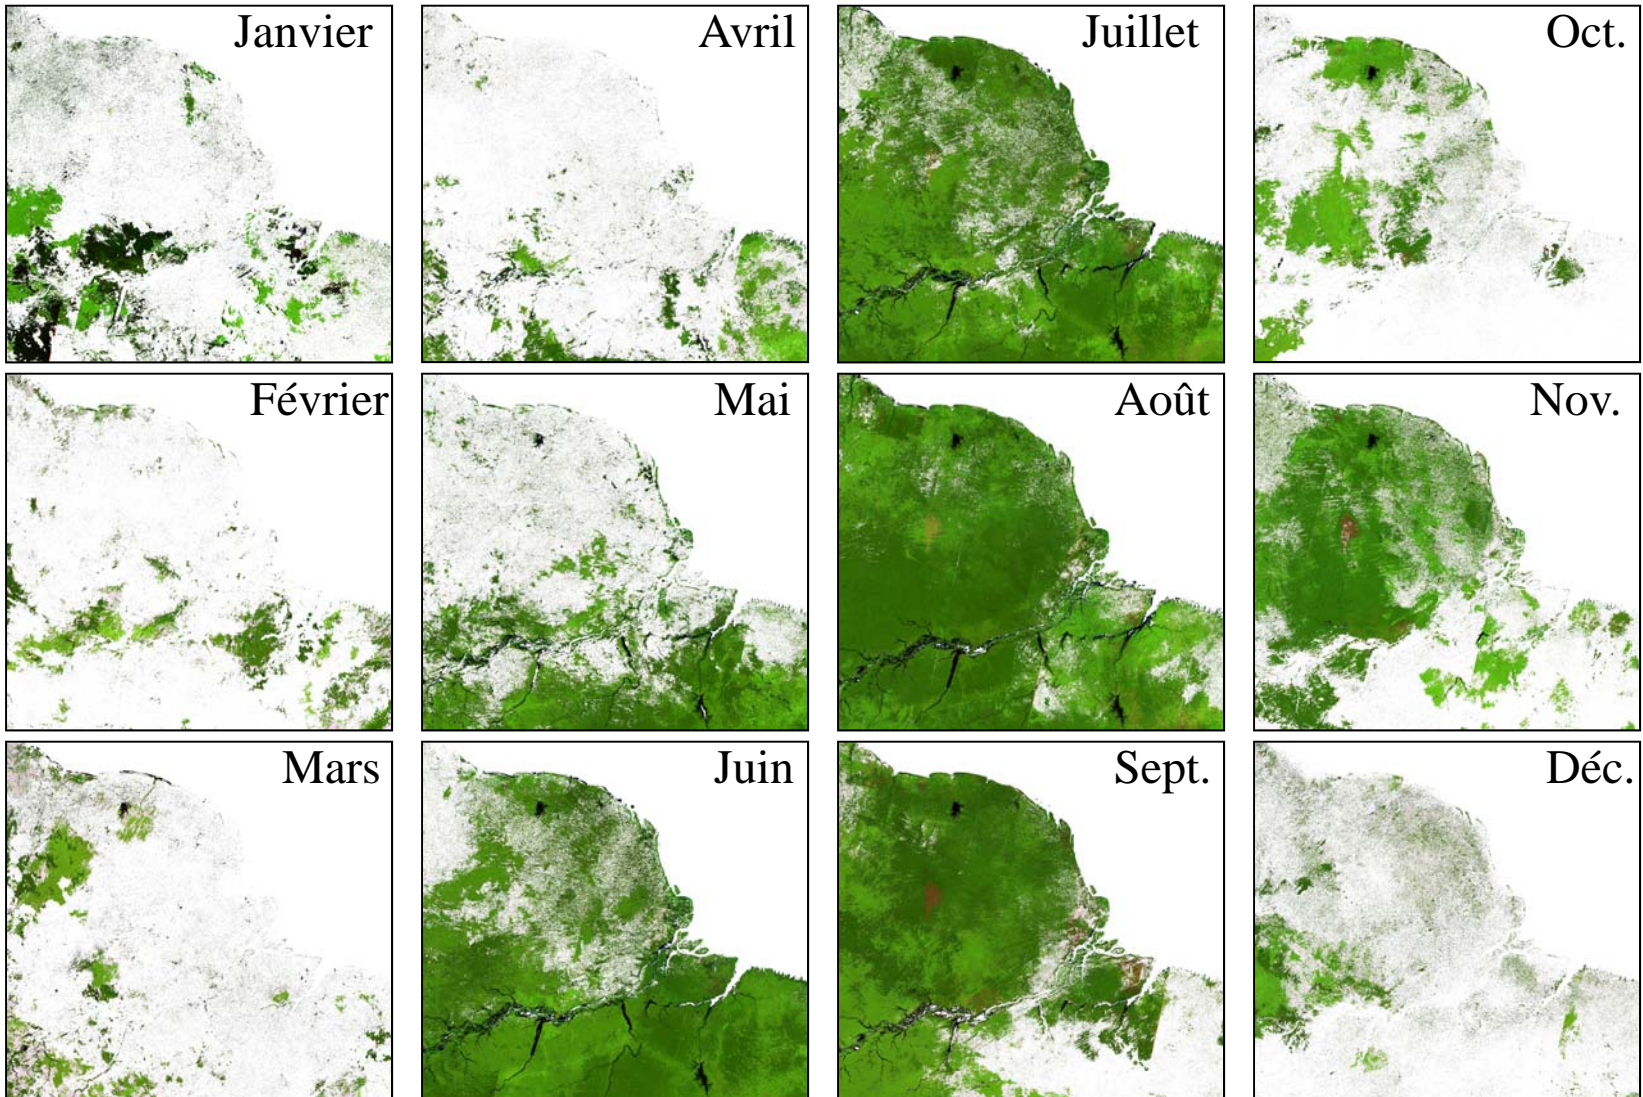 Janvier
Avril
Juillet
Oct.
Février
Mai
Août
Nov.
Mars
Juin
Sept.
Déc.